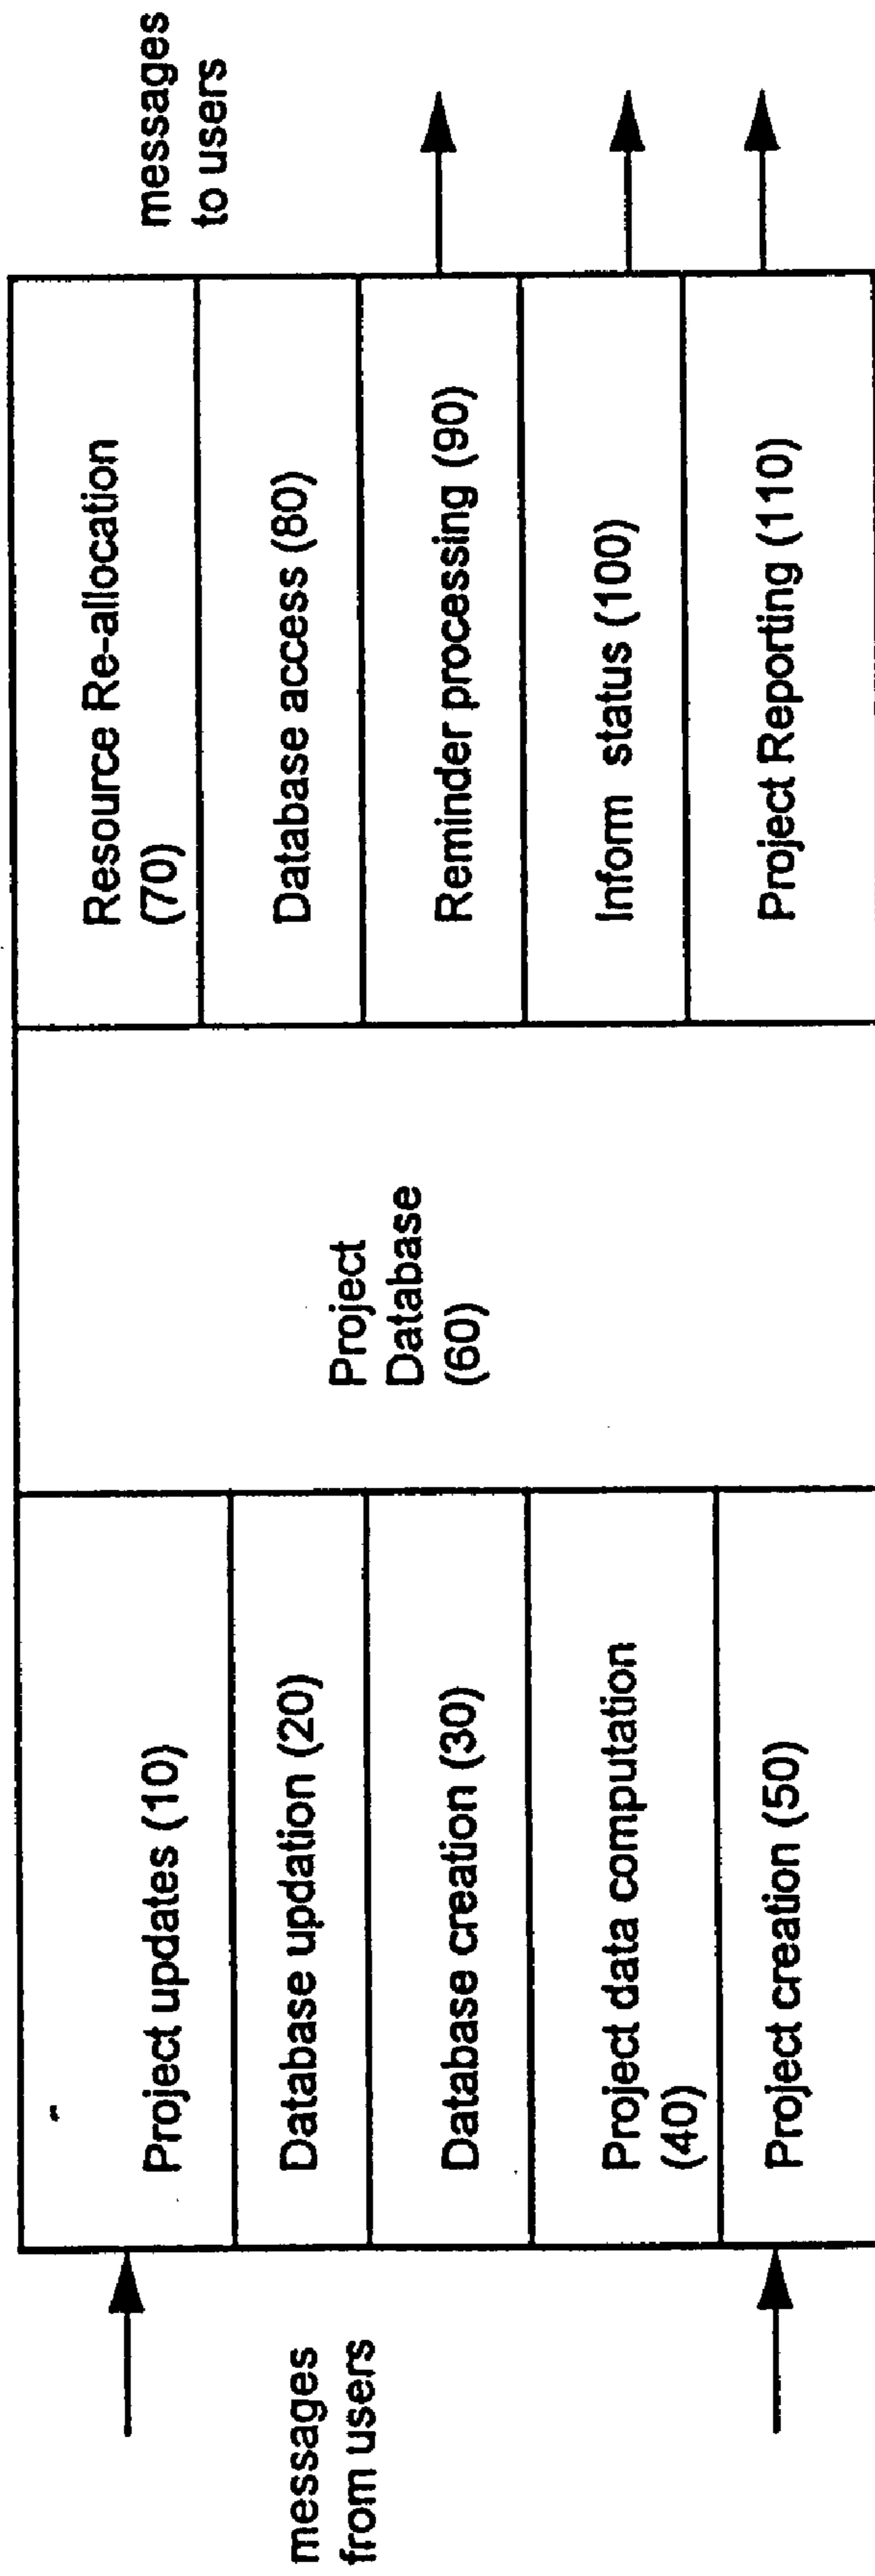 messages
from users
Project updates (10)
Database updation (20)
Database creation (30)
Project data computation
(40)
Project creation (50)
Project
Database
(60)
Resource Re-allocation
(70)
Database access (80)
Reminder processing (90)
Inform status (100)
Project Reporting (110)
messages
to users